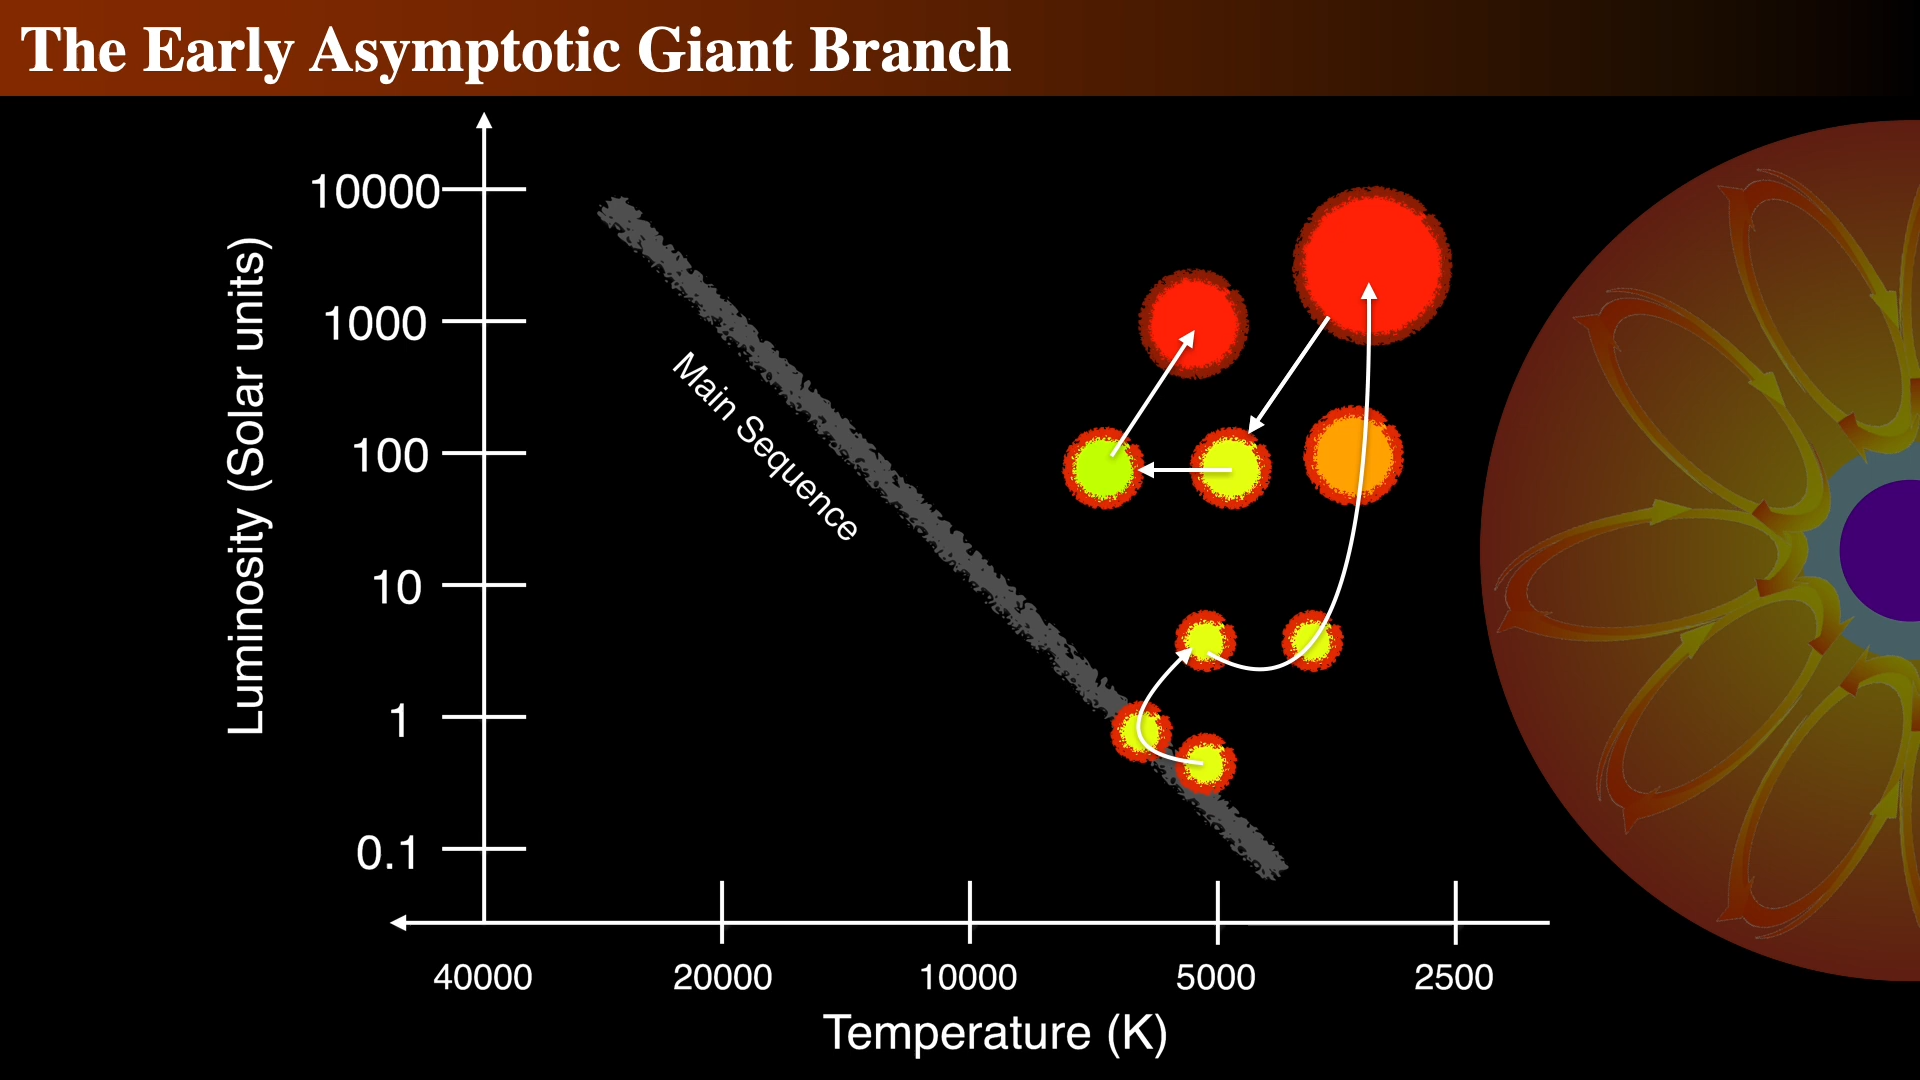 The Early Asymptotic Giant Branch
10000
1000
100
10
1
0.1
Luminosity (Solar units)
Main Sequence
40000
20000
10000
5000
2500
Temperature (K)